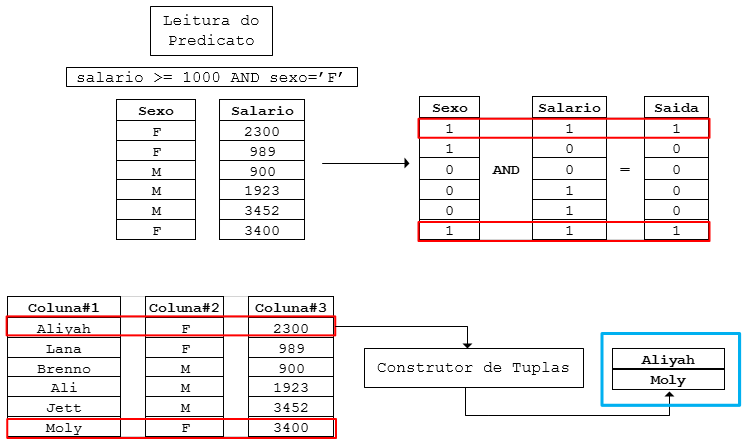 Leitura do
Predicato
salario >= 1000 AND sexo=’F’
Sexo Salario
F 2300
F 989
M 900
M 1923
M 3452
F 3400
Sexo Salario Saida
1 1 1
1 0 0
0 AND 0 = 0
0 1 0
0 1 0
1 1 1
Coluna#1 Coluna#2 Coluna#3
Aliyah F 2300
Lana F 989
Brenno M 900
Ali M 1923
Jett M 3452
Moly F 3400
Construtor de Tuplas
Aliyah
Moly